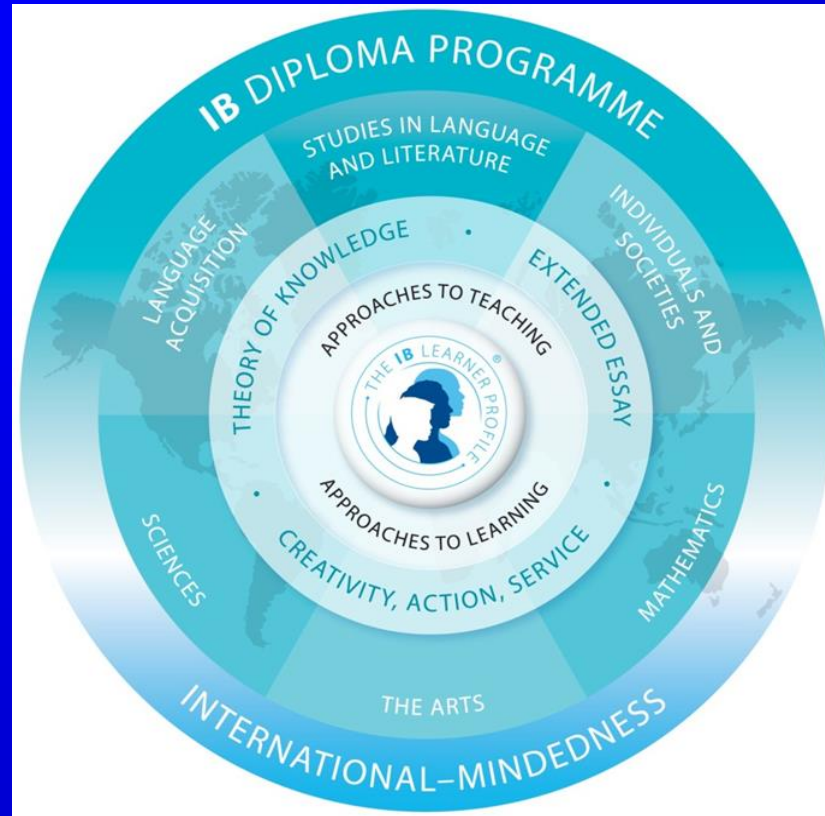 IB DIPLOMA PROGRAMME
STUDIES IN LANGUAGE
AND LITERATURE
LANGUAGE
ACQUISITION
INDIVIDUALS AND
SOCIETIES
THEORY OF KNOWLEDGE
•
EXTENDED ESSAY
APPROACHES TO TEACHING
THE IB LEARNER PROFILE ®
APPROACHES TO LEARNING
• CREATIVITY, ACTION, SERVICE •
SCIENCES
MATHEMATICS
THE ARTS
INTERNATIONAL–MINDEDNESS